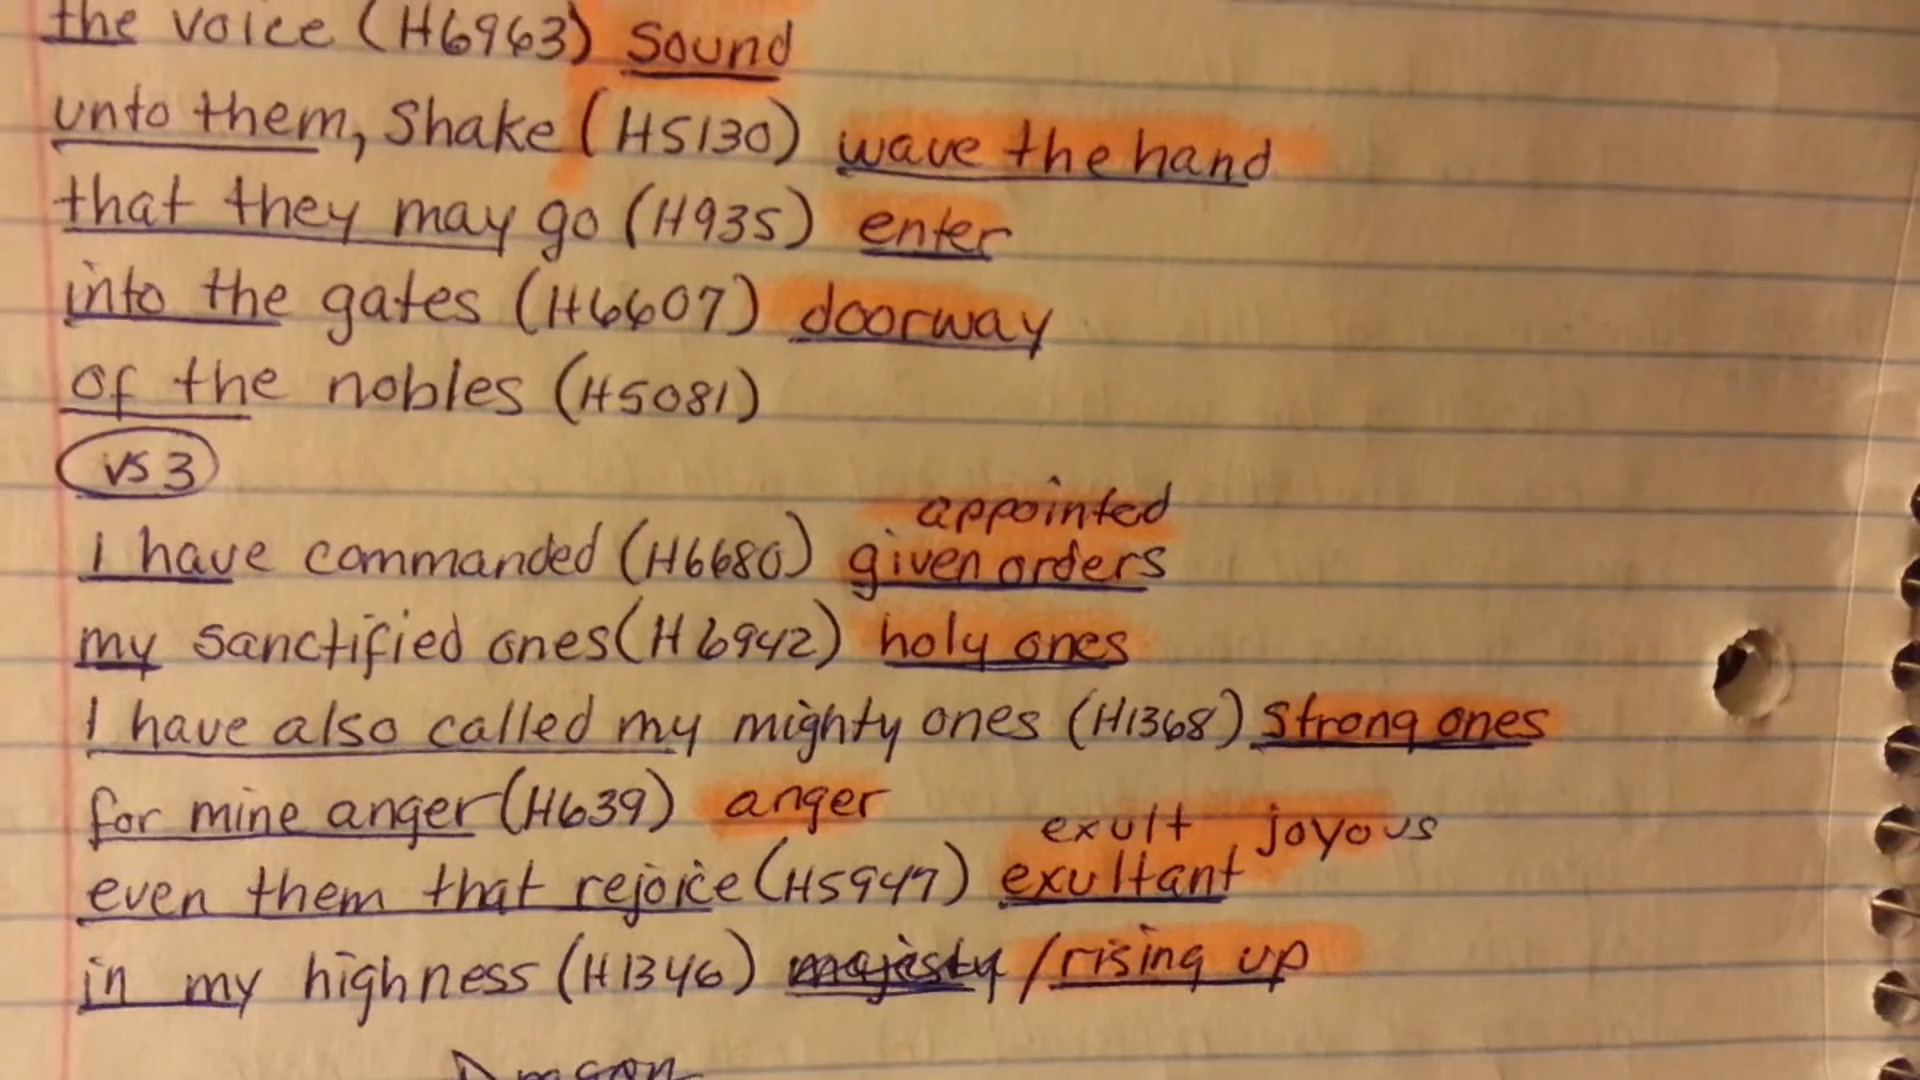 the voice (H6963) sound
unto them, shake (H5130) wave the hand
that they may go (H935) enter
into the gates (H6607) doorway
of the nobles (H5081)
vs 3
appointed
I have commanded (H6680) given orders
my sanctified ones (H6942) holy ones
I have also called my mighty ones (H1368) strong ones
for mine anger (H639) anger
exult joyous
even them that rejoice (H5947) exultant
in my highness (H1346) majesty / rising up